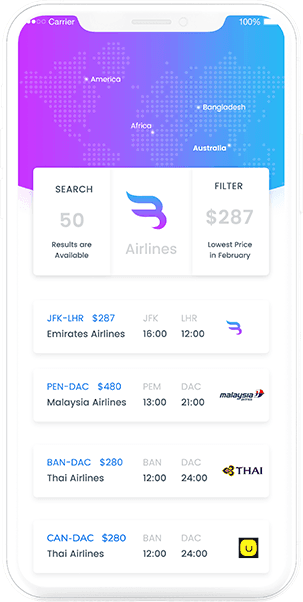 Carrier 100%
America
Bangladesh
Africa
Australia
SEARCH
50
Results are
Available
Airlines
FILTER
$287
Lowest Price
in February
JFK-LHR $287 JFK LHR
Emirates Airlines 16:00 12:00
PEN-DAC $480 PEM DAC
Malaysia Airlines 13:00 21:00
malaysia
BAN-DAC $280 BAN DAC
Thai Airlines 12:00 24:00
THAI
CAN-DAC $280 BAN DAC
Thai Airlines 12:00 24:00
U